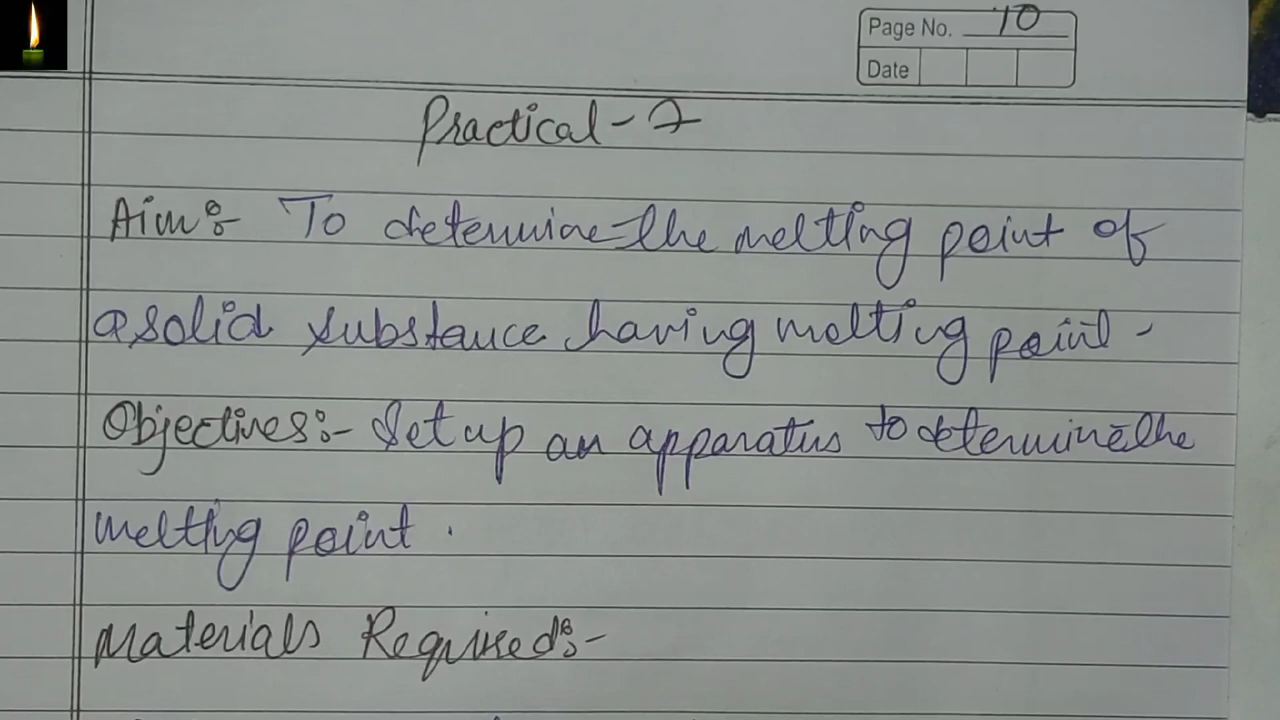 Page No. 10
Date
Practical - 7
Aim:- To determine the melting point of
a solid substance having melting point -
Objectives:- Set up an apparatus to determine the
melting point .
Materials Required:-